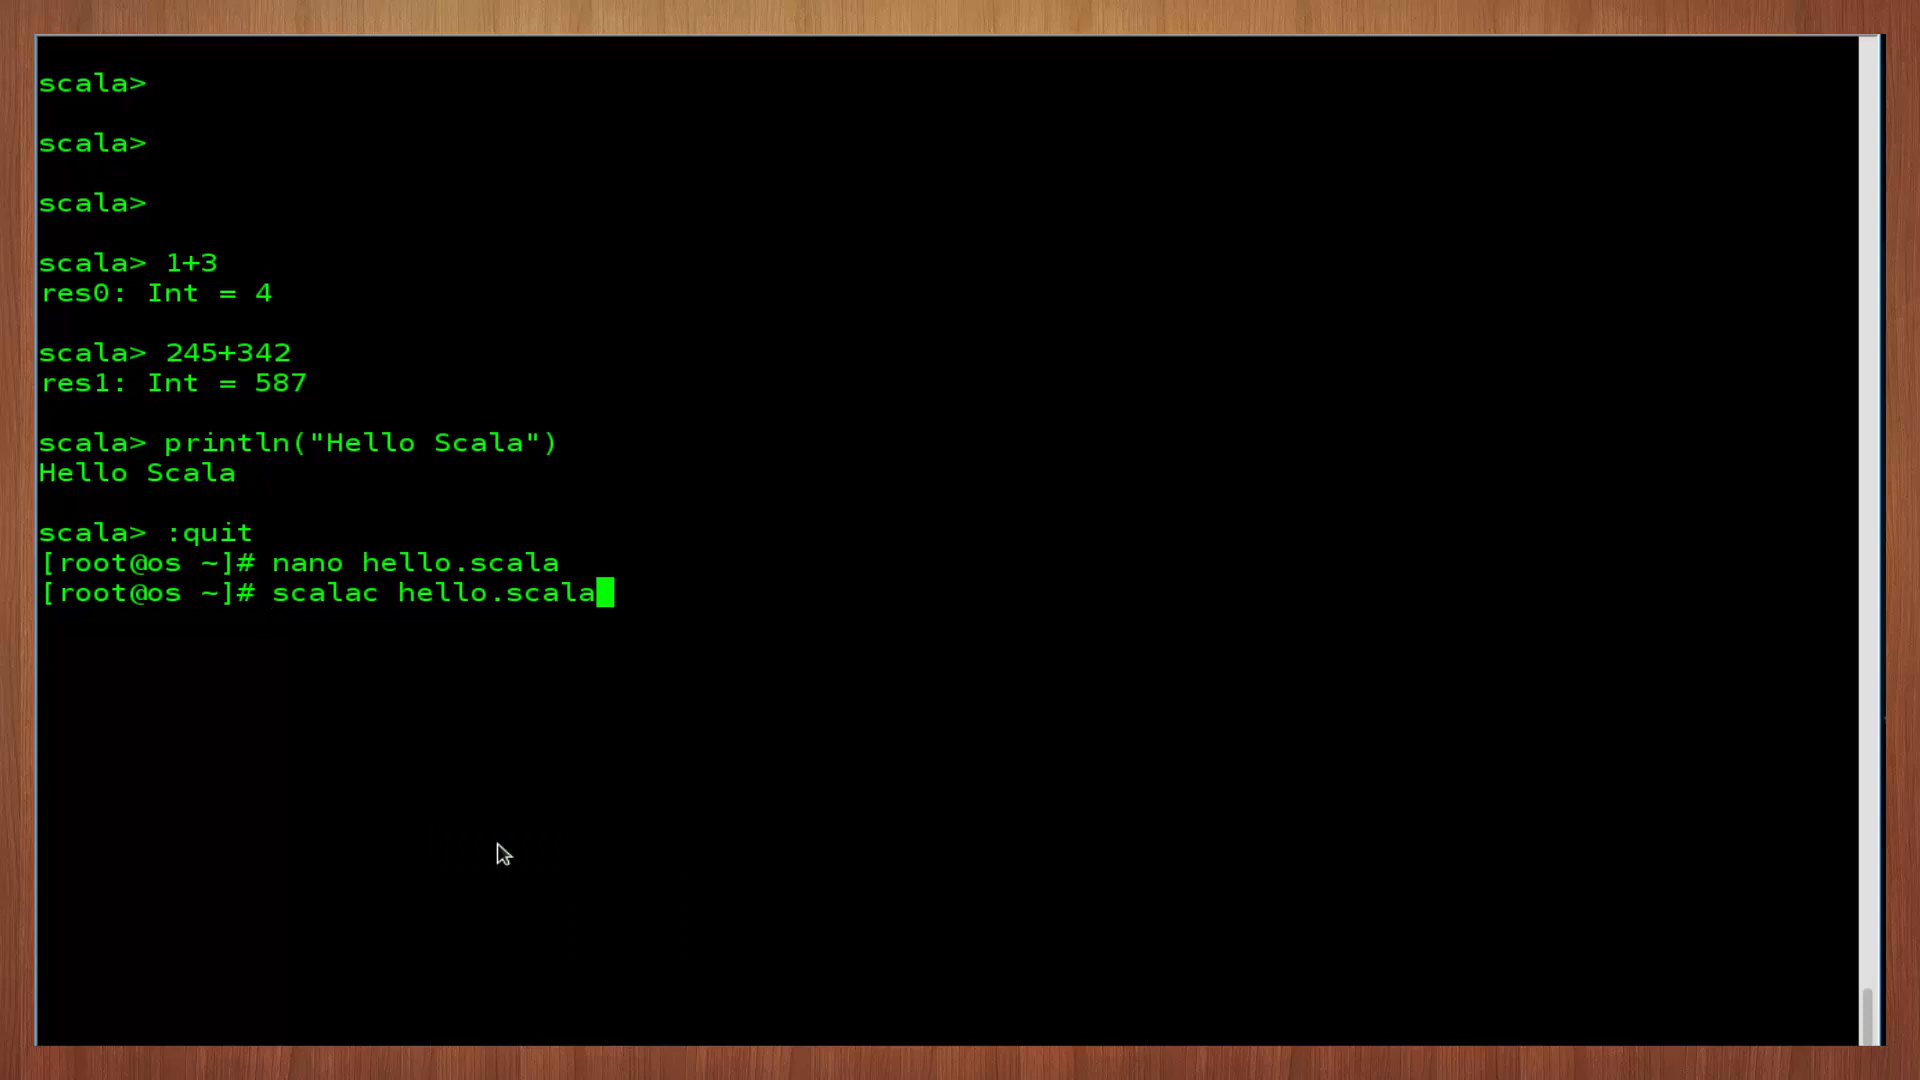 scala>
scala>
scala>
scala> 1+3
res0: Int = 4
scala> 245+342
res1: Int = 587
scala> println("Hello Scala")
Hello Scala
scala> :quit
[root@os ~]# nano hello.scala
[root@os ~]# scalac hello.scala